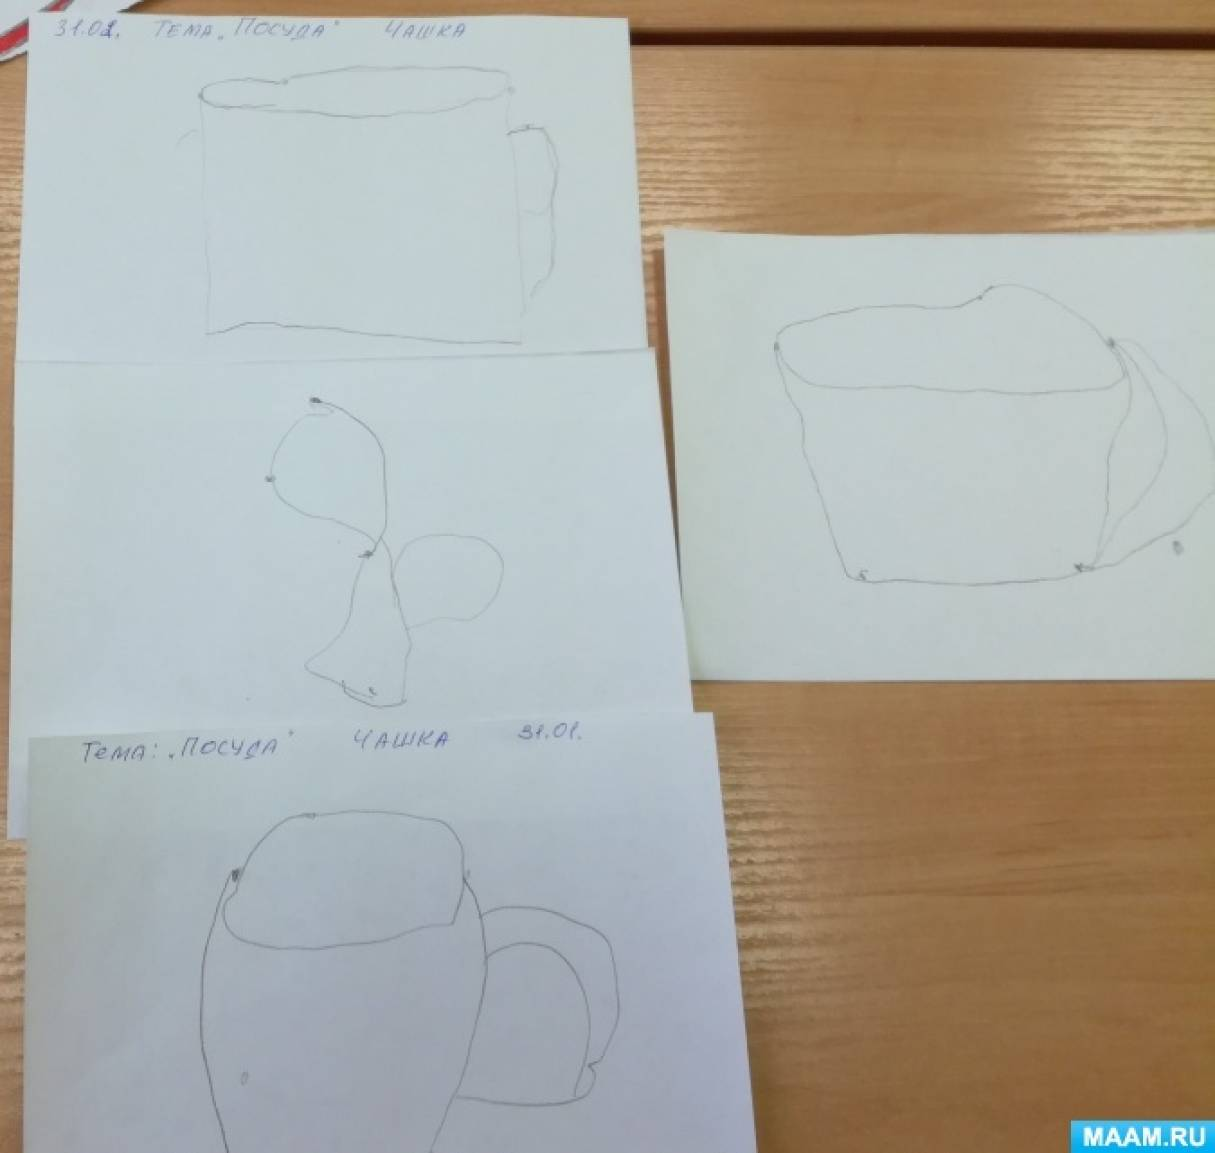 31.01. ТЕМА „ПОСУДА" ЧАШКА
ТЕМА: „ПОСУДА" ЧАШКА 31.01.
MAAM.RU